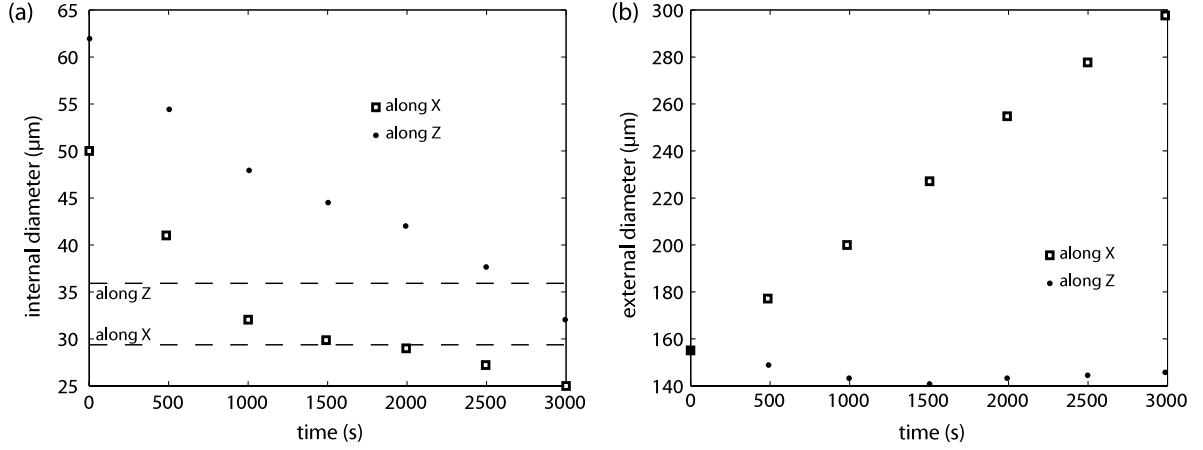 (a)
65
60
55
50
45
40
35
30
25
internal diameter (µm)
along X
along Z
along Z
along X
0
500
1000
1500
2000
2500
3000
time (s)
(b)
300
280
260
240
220
200
180
160
140
external diameter (µm)
along X
along Z
0
500
1000
1500
2000
2500
3000
time (s)